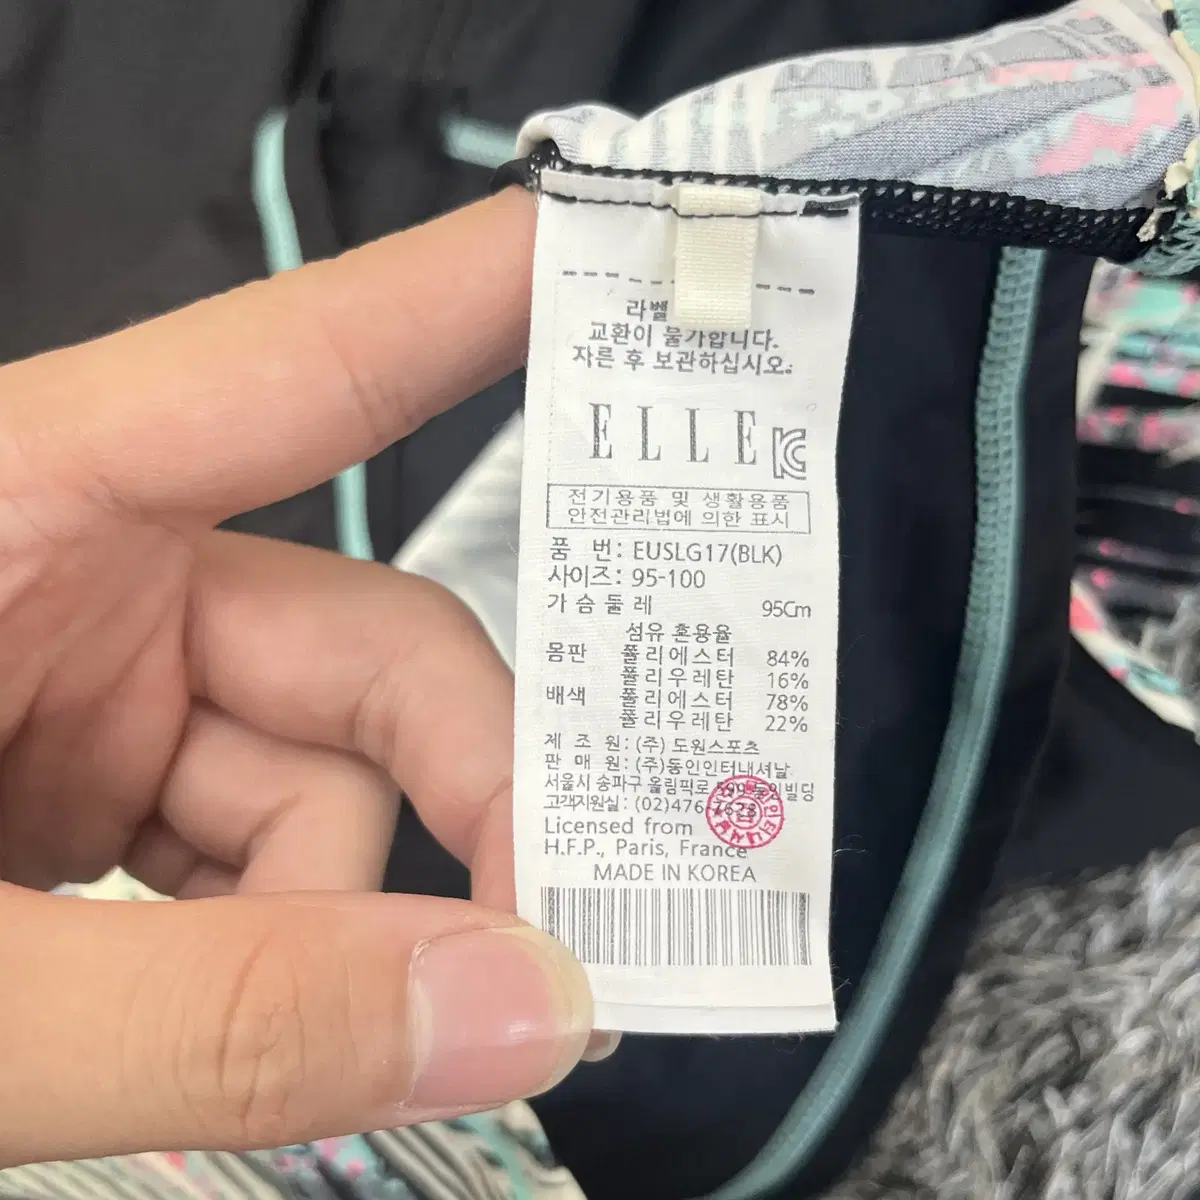 라벨
교환이 불가합니다.
자른 후 보관하십시오.
ELLE
전기용품 및 생활용품
안전관리법에 의한 표시
품 번: EUSLG17(BLK)
사이즈: 95-100
가슴둘레 95Cm
섬유 혼용율
몸판 폴리에스터 84%
폴리우레탄 16%
배색 폴리에스터 78%
폴리우레탄 22%
제 조 원: (주) 도원스포츠
판 매 원: (주)동인인터내셔날
서울시 송파구 올림픽로 599 동인빌딩
고객지원실: (02)476-7628
Licensed from
H.F.P., Paris, France
MADE IN KOREA